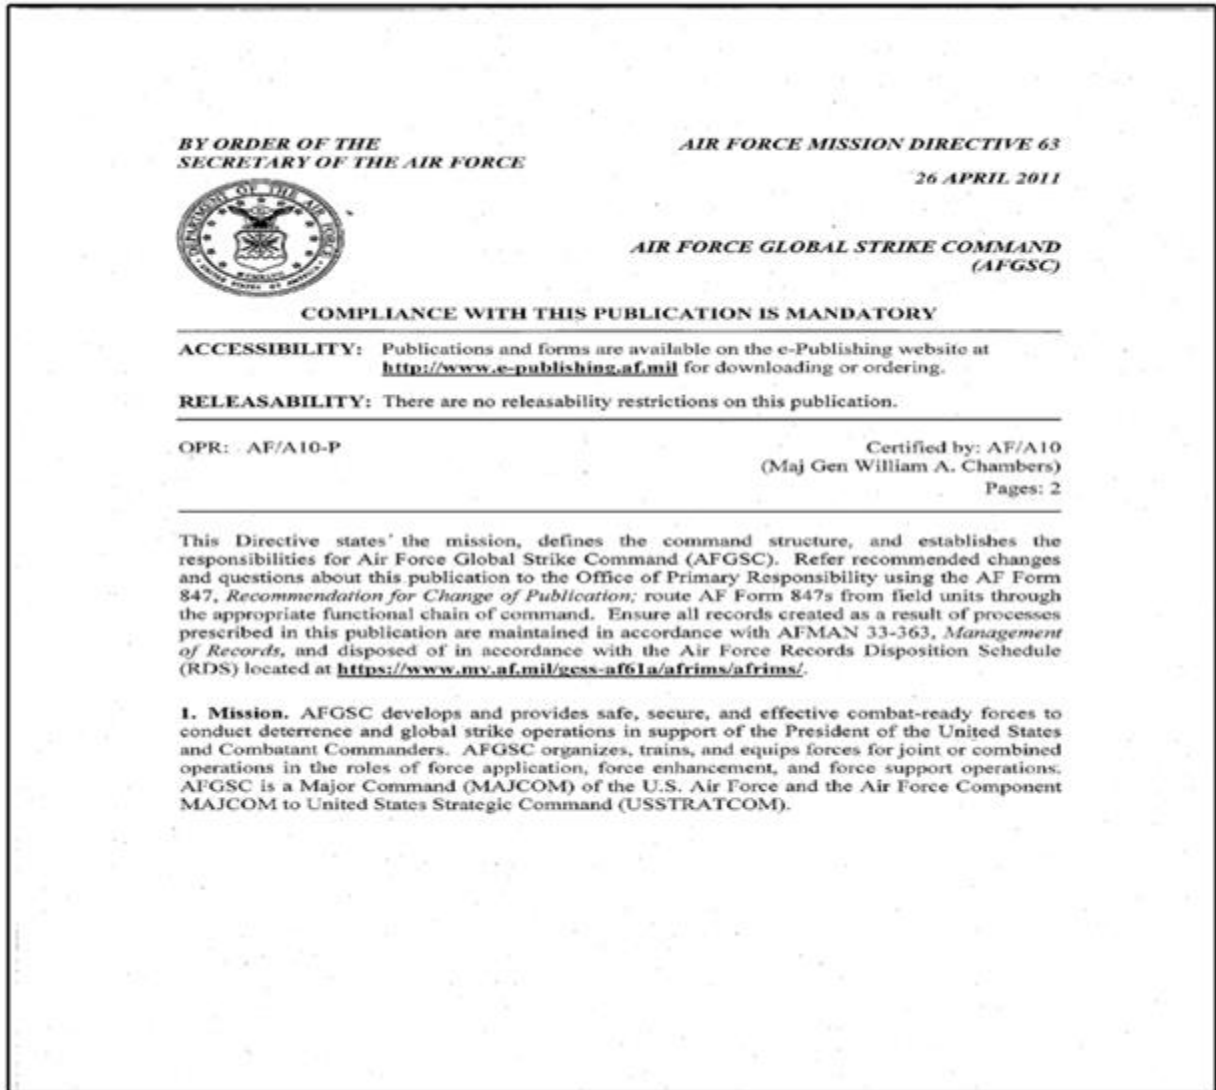 BY ORDER OF THE
SECRETARY OF THE AIR FORCE
AIR FORCE MISSION DIRECTIVE 63
26 APRIL 2011
DEPARTMENT OF THE AIR FORCE
UNITED STATES OF AMERICA
AIR FORCE GLOBAL STRIKE COMMAND
(AFGSC)
COMPLIANCE WITH THIS PUBLICATION IS MANDATORY
ACCESSIBILITY: Publications and forms are available on the e-Publishing website at
http://www.e-publishing.af.mil for downloading or ordering.
RELEASABILITY: There are no releasability restrictions on this publication.
OPR: AF/A10-P
Certified by: AF/A10
(Maj Gen William A. Chambers)
Pages: 2
This Directive states the mission, defines the command structure, and establishes the
responsibilities for Air Force Global Strike Command (AFGSC). Refer recommended changes
and questions about this publication to the Office of Primary Responsibility using the AF Form
847, Recommendation for Change of Publication; route AF Form 847s from field units through
the appropriate functional chain of command. Ensure all records created as a result of processes
prescribed in this publication are maintained in accordance with AFMAN 33-363, Management
of Records, and disposed of in accordance with the Air Force Records Disposition Schedule
(RDS) located at https://www.my.af.mil/gcss-af61a/afrims/afrims/.
1. Mission. AFGSC develops and provides safe, secure, and effective combat-ready forces to
conduct deterrence and global strike operations in support of the President of the United States
and Combatant Commanders. AFGSC organizes, trains, and equips forces for joint or combined
operations in the roles of force application, force enhancement, and force support operations.
AFGSC is a Major Command (MAJCOM) of the U.S. Air Force and the Air Force Component
MAJCOM to United States Strategic Command (USSTRATCOM).